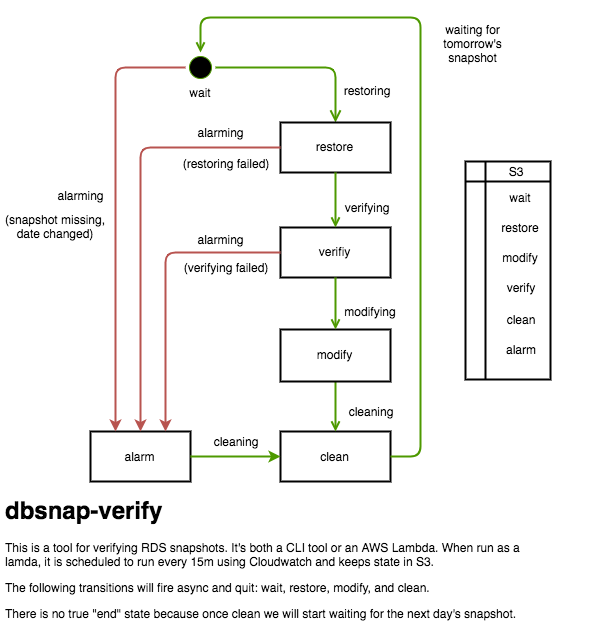 waiting for
tomorrow's
snapshot
wait
restoring
alarming
restore
(restoring failed)
S3
wait
restore
modify
verify
clean
alarm
alarming
(snapshot missing,
date changed)
verifying
alarming
verifiy
(verifying failed)
modifying
modify
cleaning
cleaning
alarm
clean
dbsnap-verify
This is a tool for verifying RDS snapshots. It's both a CLI tool or an AWS Lambda. When run as a
lamda, it is scheduled to run every 15m using Cloudwatch and keeps state in S3.
The following transitions will fire async and quit: wait, restore, modify, and clean.
There is no true "end" state because once clean we will start waiting for the next day's snapshot.